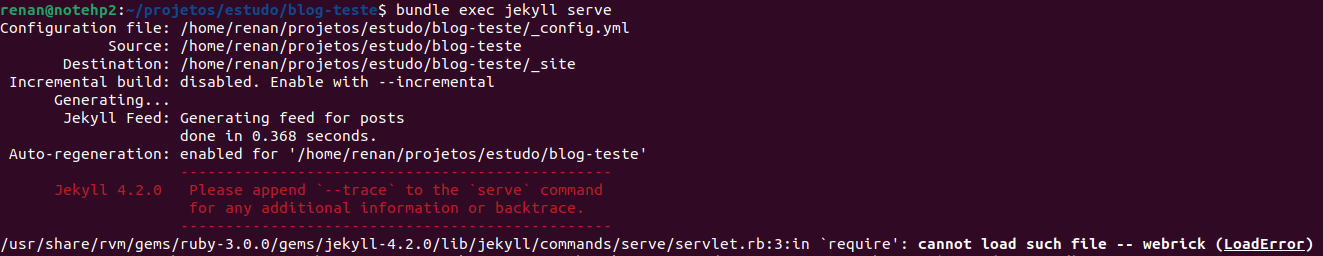 renan@notehp2:~/projetos/estudo/blog-teste$ bundle exec jekyll serve
Configuration file: /home/renan/projetos/estudo/blog-teste/_config.yml
Source: /home/renan/projetos/estudo/blog-teste
Destination: /home/renan/projetos/estudo/blog-teste/_site
Incremental build: disabled. Enable with --incremental
Generating...
Jekyll Feed: Generating feed for posts
done in 0.368 seconds.
Auto-regeneration: enabled for '/home/renan/projetos/estudo/blog-teste'
------------------------------------------------
Jekyll 4.2.0 Please append `--trace` to the `serve` command
for any additional information or backtrace.
------------------------------------------------
/usr/share/rvm/gems/ruby-3.0.0/gems/jekyll-4.2.0/lib/jekyll/commands/serve/servlet.rb:3:in `require': cannot load such file -- webrick (LoadError)